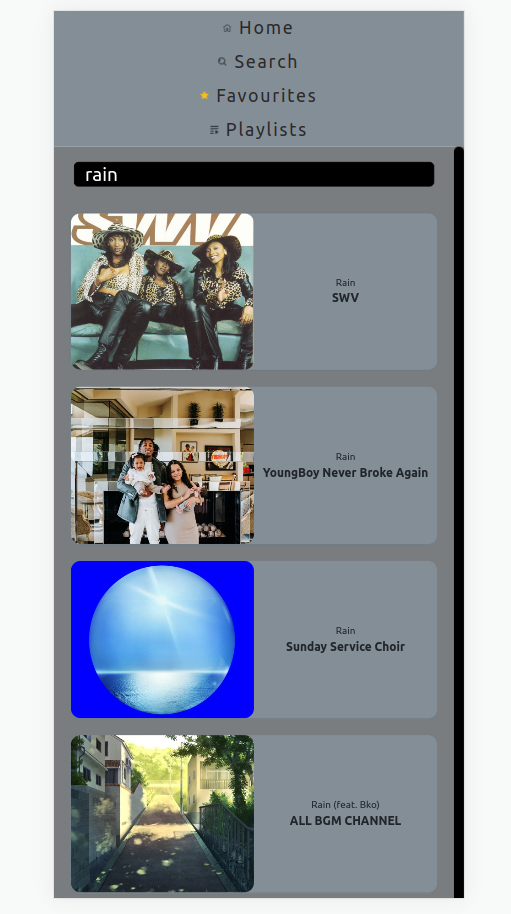 Home
Search
Favourites
Playlists
rain
SWV
Rain
SWV
Rain
YoungBoy Never Broke Again
Rain
Sunday Service Choir
Rain (feat. Bko)
ALL BGM CHANNEL